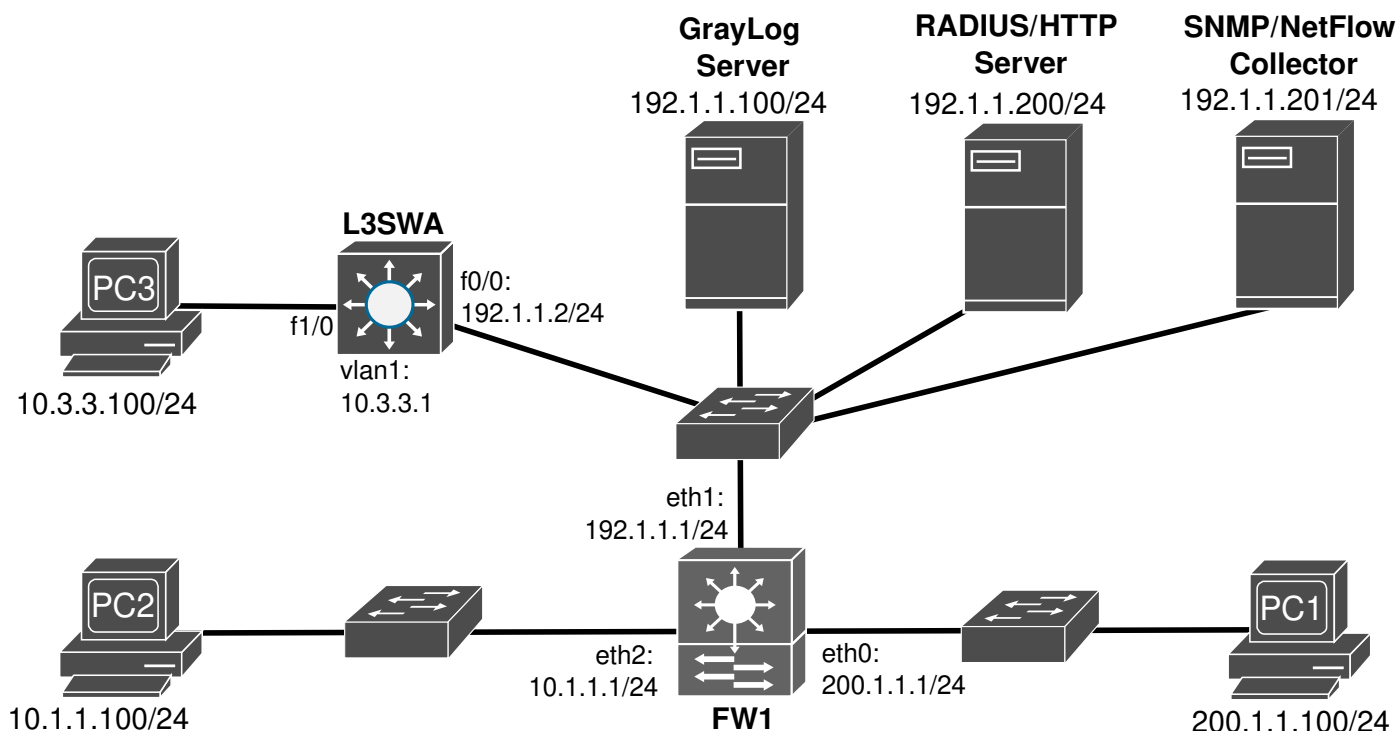 GrayLog
Server
192.1.1.100/24
RADIUS/HTTP
Server
192.1.1.200/24
SNMP/NetFlow
Collector
192.1.1.201/24
L3SWA
PC3
f1/0
f0/0:
192.1.1.2/24
vlan1:
10.3.3.1
10.3.3.100/24
eth1:
192.1.1.1/24
PC2
10.1.1.100/24
eth2:
10.1.1.1/24
FW1
eth0:
200.1.1.1/24
PC1
200.1.1.100/24